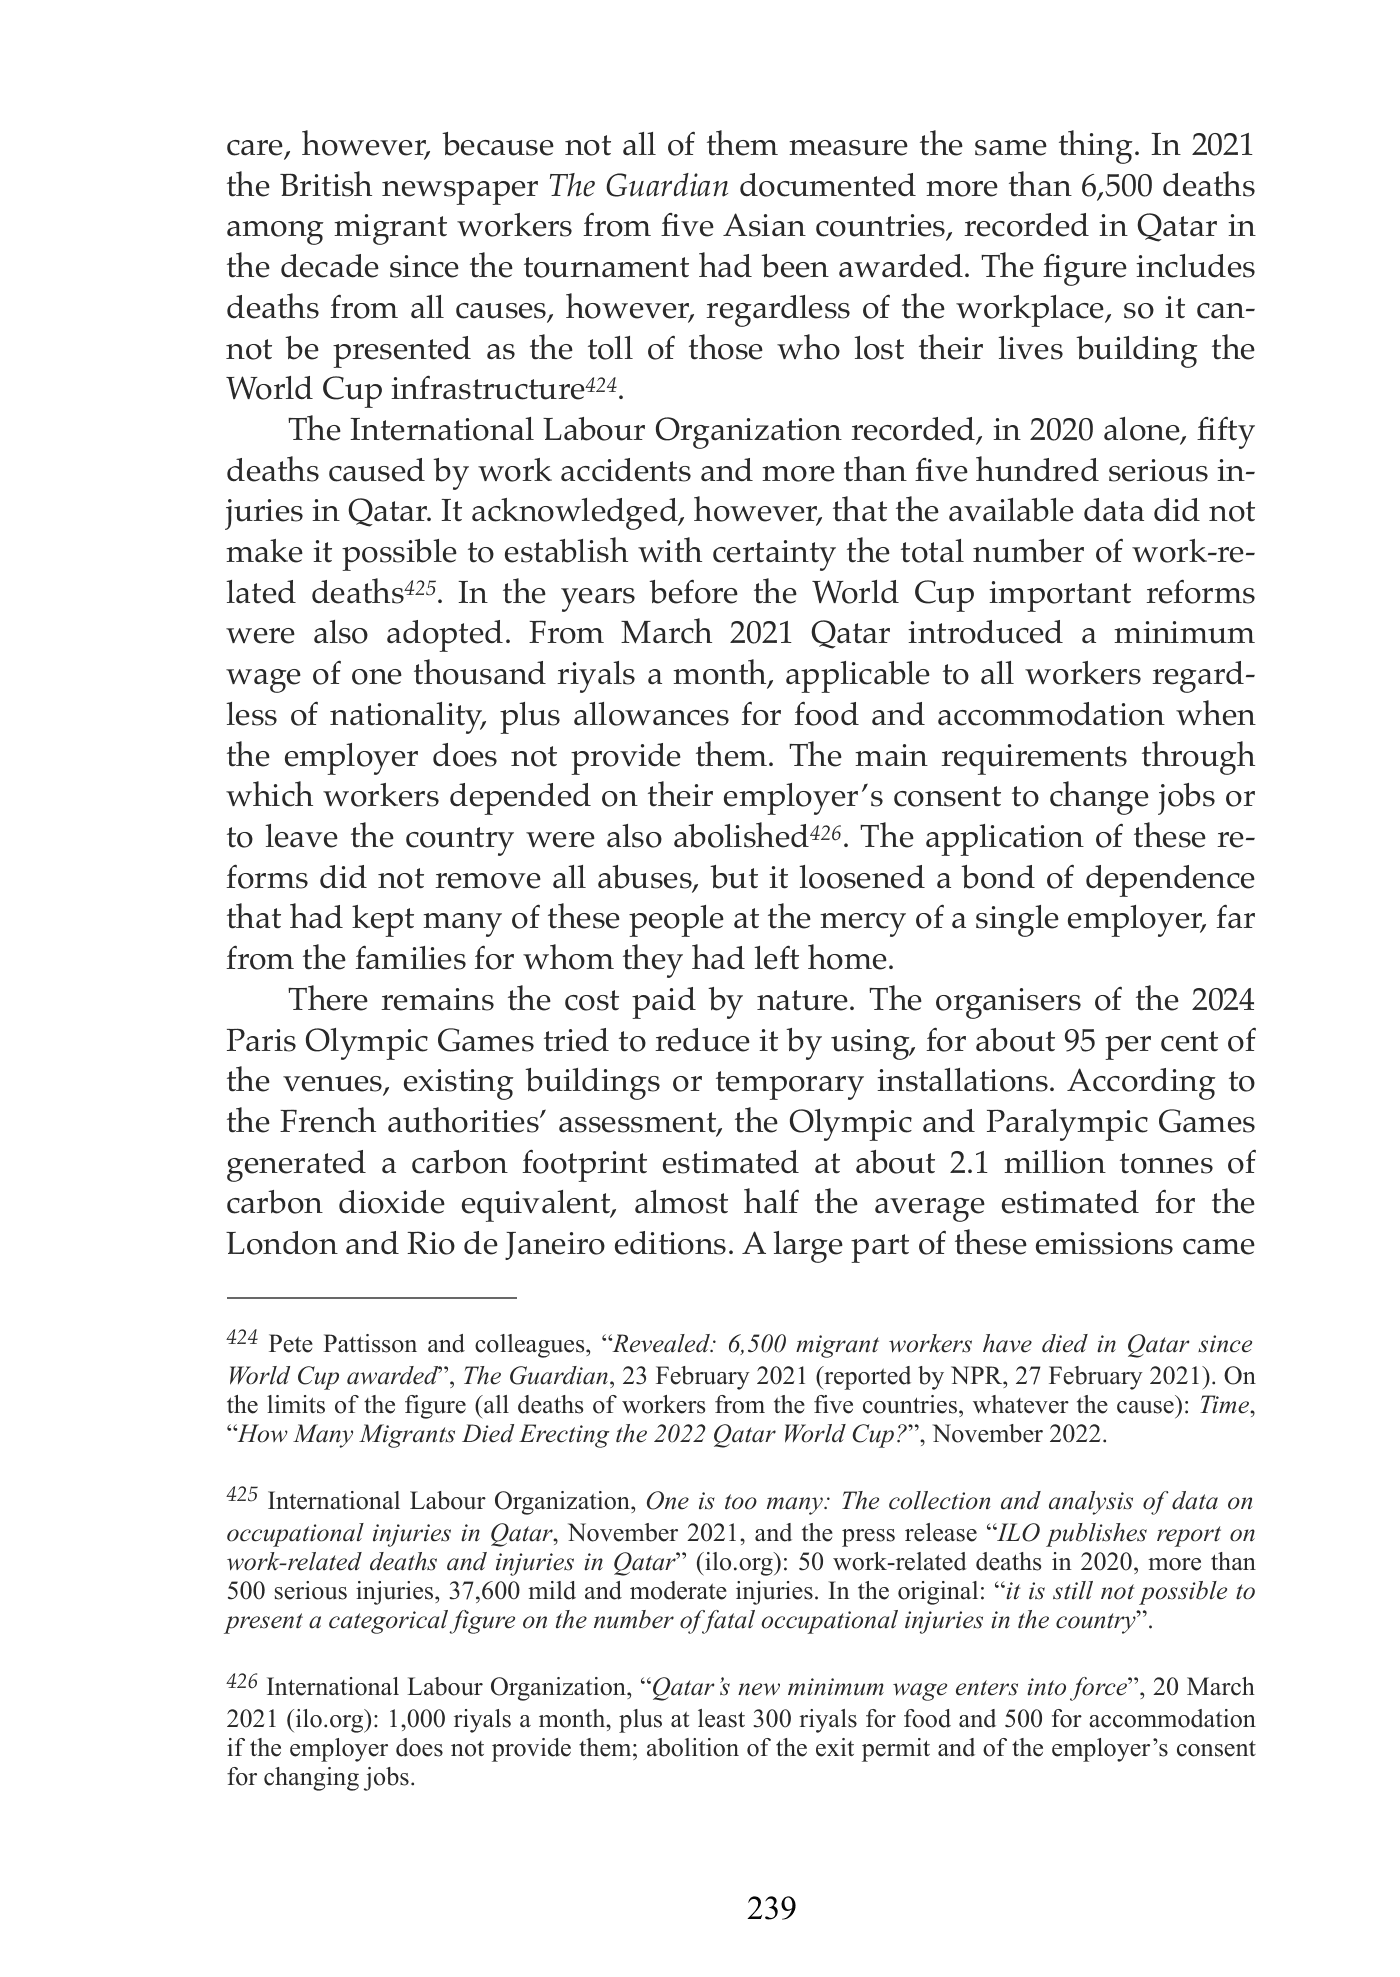 care, however, because not all of them measure the same thing. In 2021
the British newspaper The Guardian documented more than 6,500 deaths
among migrant workers from five Asian countries, recorded in Qatar in
the decade since the tournament had been awarded. The figure includes
deaths from all causes, however, regardless of the workplace, so it can-
not be presented as the toll of those who lost their lives building the
World Cup infrastructure424.
The International Labour Organization recorded, in 2020 alone, fifty
deaths caused by work accidents and more than five hundred serious in-
juries in Qatar. It acknowledged, however, that the available data did not
make it possible to establish with certainty the total number of work-re-
lated deaths425. In the years before the World Cup important reforms
were also adopted. From March 2021 Qatar introduced a minimum
wage of one thousand riyals a month, applicable to all workers regard-
less of nationality, plus allowances for food and accommodation when
the employer does not provide them. The main requirements through
which workers depended on their employer’s consent to change jobs or
to leave the country were also abolished426. The application of these re-
forms did not remove all abuses, but it loosened a bond of dependence
that had kept many of these people at the mercy of a single employer, far
from the families for whom they had left home.
There remains the cost paid by nature. The organisers of the 2024
Paris Olympic Games tried to reduce it by using, for about 95 per cent of
the venues, existing buildings or temporary installations. According to
the French authorities’ assessment, the Olympic and Paralympic Games
generated a carbon footprint estimated at about 2.1 million tonnes of
carbon dioxide equivalent, almost half the average estimated for the
London and Rio de Janeiro editions. A large part of these emissions came
424 Pete Pattisson and colleagues, “Revealed: 6,500 migrant workers have died in Qatar since
World Cup awarded”, The Guardian, 23 February 2021 (reported by NPR, 27 February 2021). On
the limits of the figure (all deaths of workers from the five countries, whatever the cause): Time,
“How Many Migrants Died Erecting the 2022 Qatar World Cup?”, November 2022.
425 International Labour Organization, One is too many: The collection and analysis of data on
occupational injuries in Qatar, November 2021, and the press release “ILO publishes report on
work-related deaths and injuries in Qatar” (ilo.org): 50 work-related deaths in 2020, more than
500 serious injuries, 37,600 mild and moderate injuries. In the original: “it is still not possible to
present a categorical figure on the number of fatal occupational injuries in the country”.
426 International Labour Organization, “Qatar’s new minimum wage enters into force”, 20 March
2021 (ilo.org): 1,000 riyals a month, plus at least 300 riyals for food and 500 for accommodation
if the employer does not provide them; abolition of the exit permit and of the employer’s consent
for changing jobs.
239